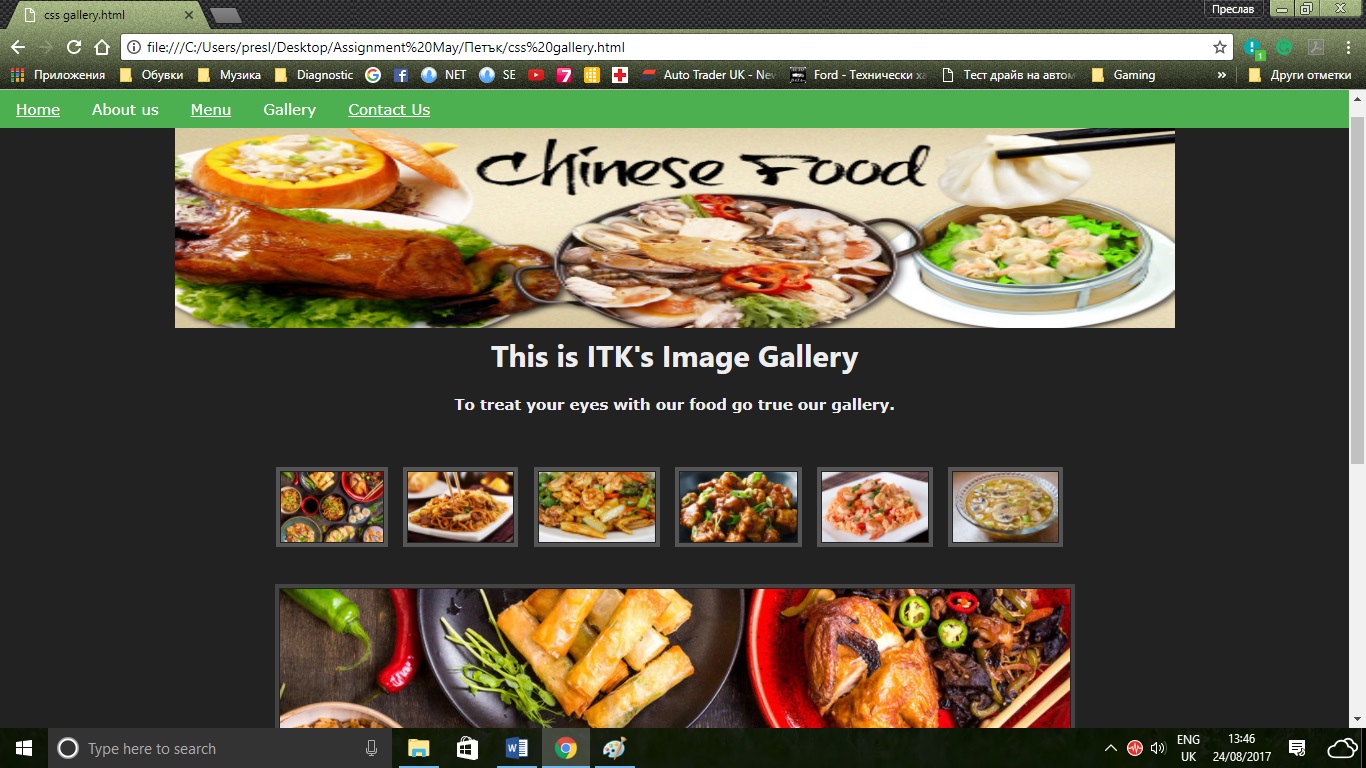 css gallery.html
Преслав
file:///C:/Users/presl/Desktop/Assignment%20May/Петък/css%20gallery.html
1
Приложения Обувки Музика Diagnostic NET SE 7 Auto Trader UK - Nev Ford - Технически ха Тест драйв на автом Gaming » Други отметки
Home About us Menu Gallery Contact Us
Chinese Food
This is ITK's Image Gallery
To treat your eyes with our food go true our gallery.
Type here to search
ENG
UK
13:46
24/08/2017